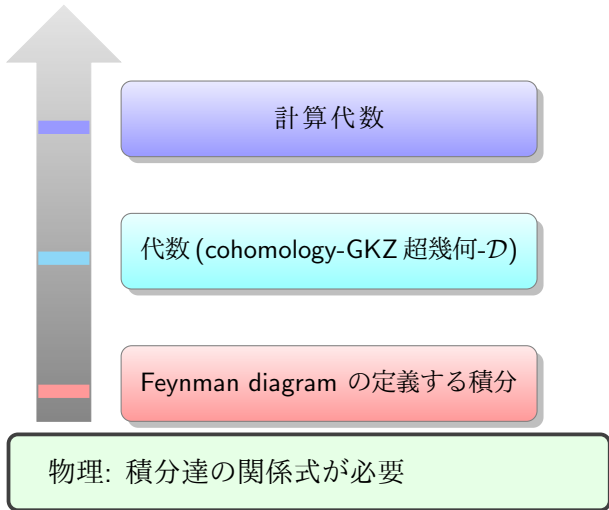 計算代数
代数 (cohomology-GKZ 超幾何-𝒟)
Feynman diagram の定義する積分
物理: 積分達の関係式が必要